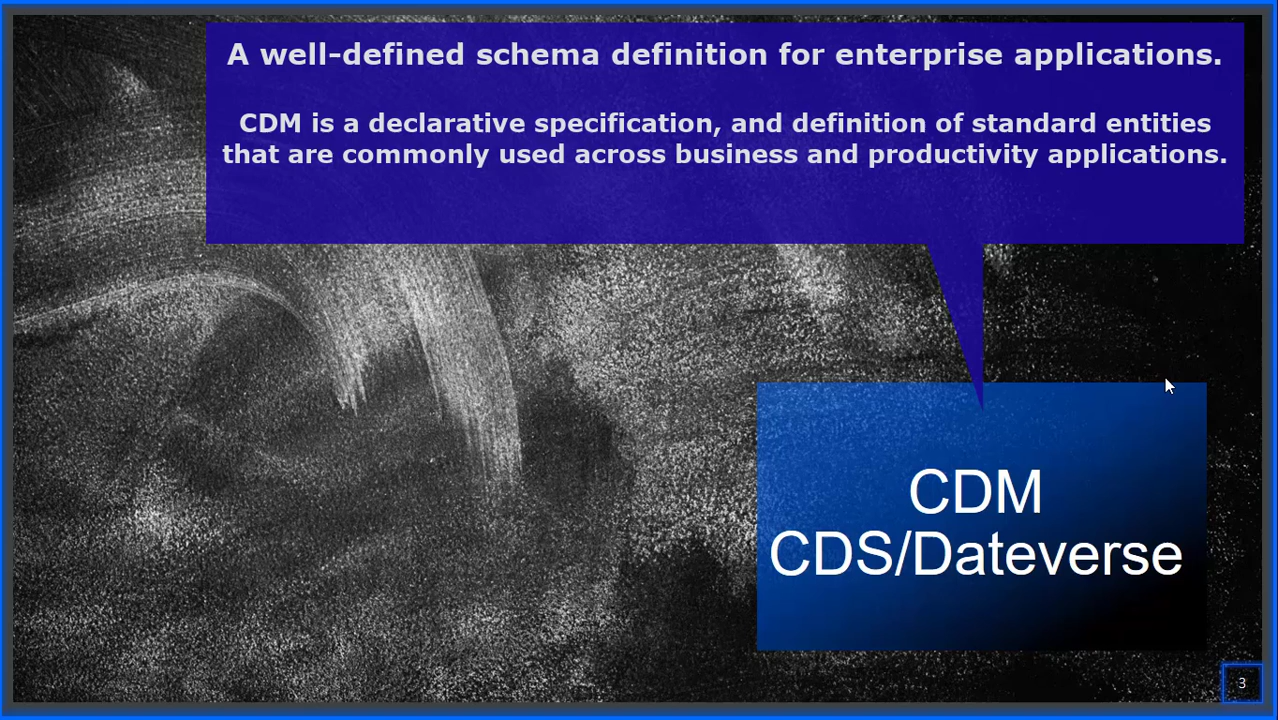 A well-defined schema definition for enterprise applications.
CDM is a declarative specification, and definition of standard entities
that are commonly used across business and productivity applications.
CDM
CDS/Dateverse
3